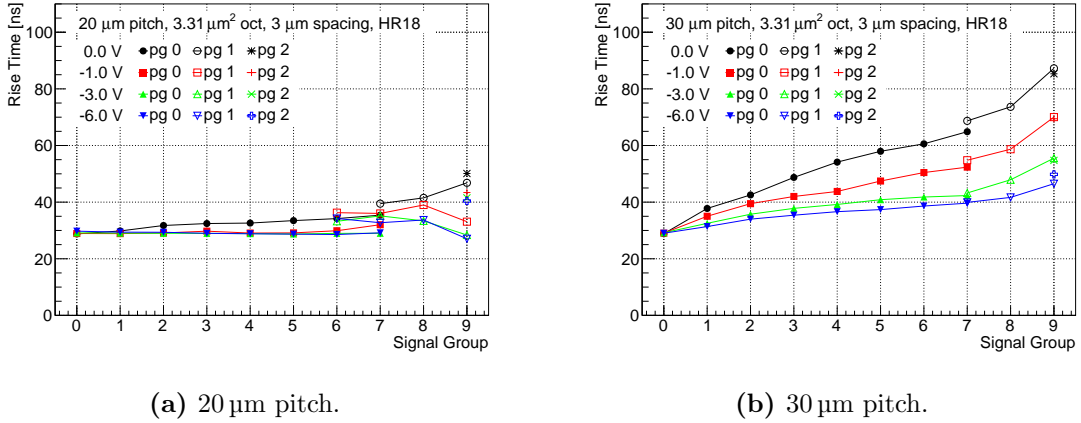 Rise Time [ns]
100
80
60
40
20
0
20 μm pitch, 3.31 μm² oct, 3 μm spacing, HR18
0.0 V pg 0 pg 1 pg 2
-1.0 V pg 0 pg 1 pg 2
-3.0 V pg 0 pg 1 pg 2
-6.0 V pg 0 pg 1 pg 2
0 1 2 3 4 5 6 7 8 9
Signal Group
(a) 20 μm pitch.
Rise Time [ns]
100
80
60
40
20
0
30 μm pitch, 3.31 μm² oct, 3 μm spacing, HR18
0.0 V pg 0 pg 1 pg 2
-1.0 V pg 0 pg 1 pg 2
-3.0 V pg 0 pg 1 pg 2
-6.0 V pg 0 pg 1 pg 2
0 1 2 3 4 5 6 7 8 9
Signal Group
(b) 30 μm pitch.